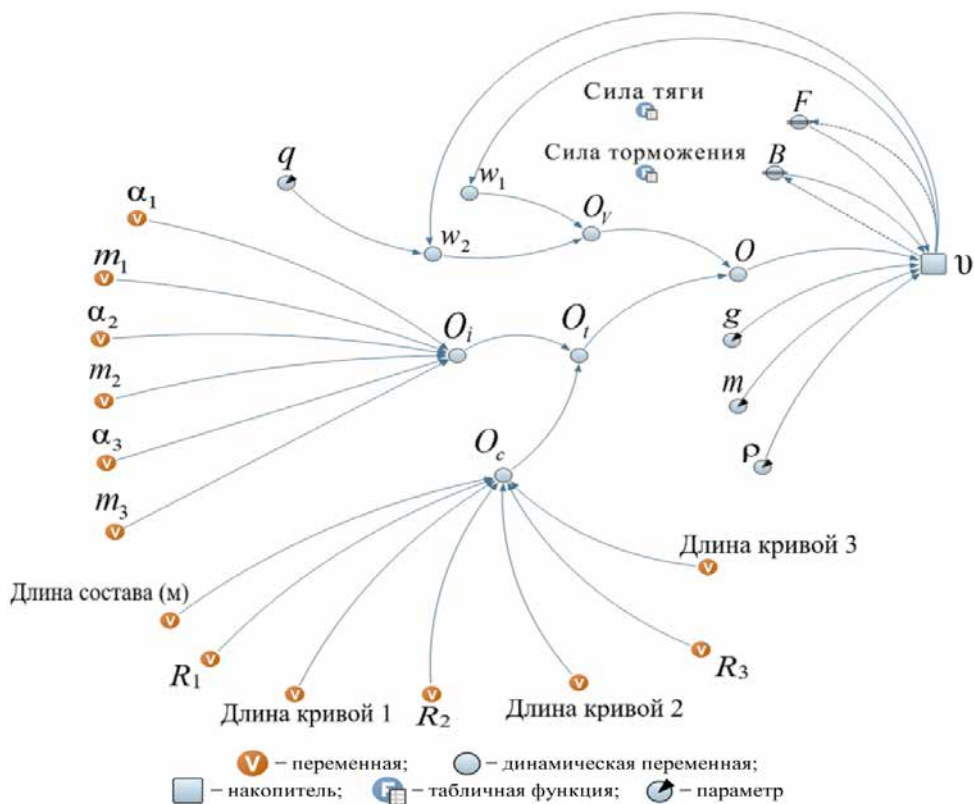 Сила тяги
F
q
Сила торможения
B
w1
α1
OV
w2
O
υ
m1
g
α2
Oi
Ot
m2
m
α3
Oc
ρ
m3
Длина кривой 3
Длина состава (м)
R1
R3
Длина кривой 1
R2
Длина кривой 2
V – переменная;
– динамическая переменная;
– накопитель;
F – табличная функция;
– параметр